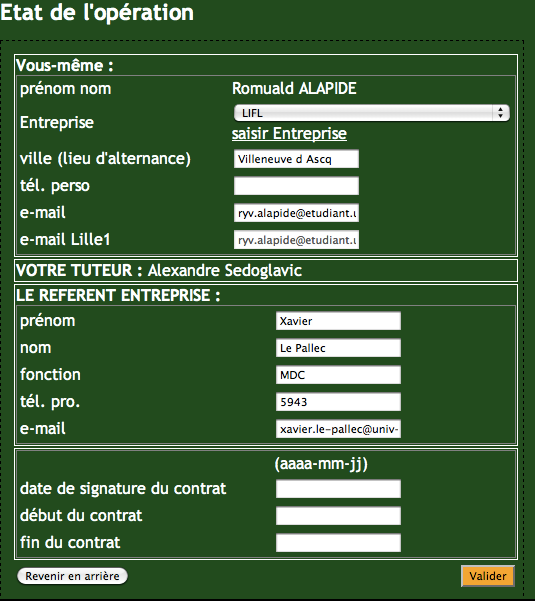 Etat de l'opération
Vous-même :
prénom nom Romuald ALAPIDE
Entreprise LIFL
saisir Entreprise
ville (lieu d'alternance) Villeneuve d Ascq
tél. perso
e-mail ryv.alapide@etudiant.u
e-mail Lille1 ryv.alapide@etudiant.u
VOTRE TUTEUR : Alexandre Sedoglavic
LE REFERENT ENTREPRISE :
prénom Xavier
nom Le Pallec
fonction MDC
tél. pro. 5943
e-mail xavier.le-pallec@univ-
(aaaa-mm-jj)
date de signature du contrat
début du contrat
fin du contrat
Revenir en arrière Valider